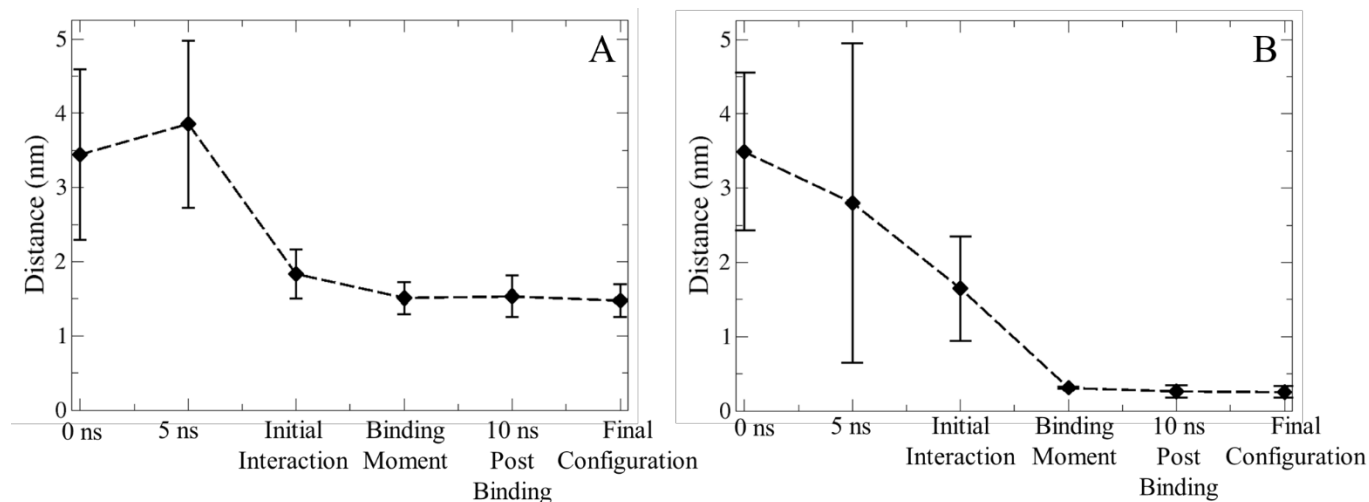 A
Distance (nm)
5
4
3
2
1
0
0 ns
5 ns
Initial
Interaction
Binding
Moment
10 ns
Post
Binding
Final
Configuration
B
Distance (nm)
5
4
3
2
1
0
0 ns
5 ns
Initial
Interaction
Binding
Moment
10 ns
Post
Binding
Final
Configuration